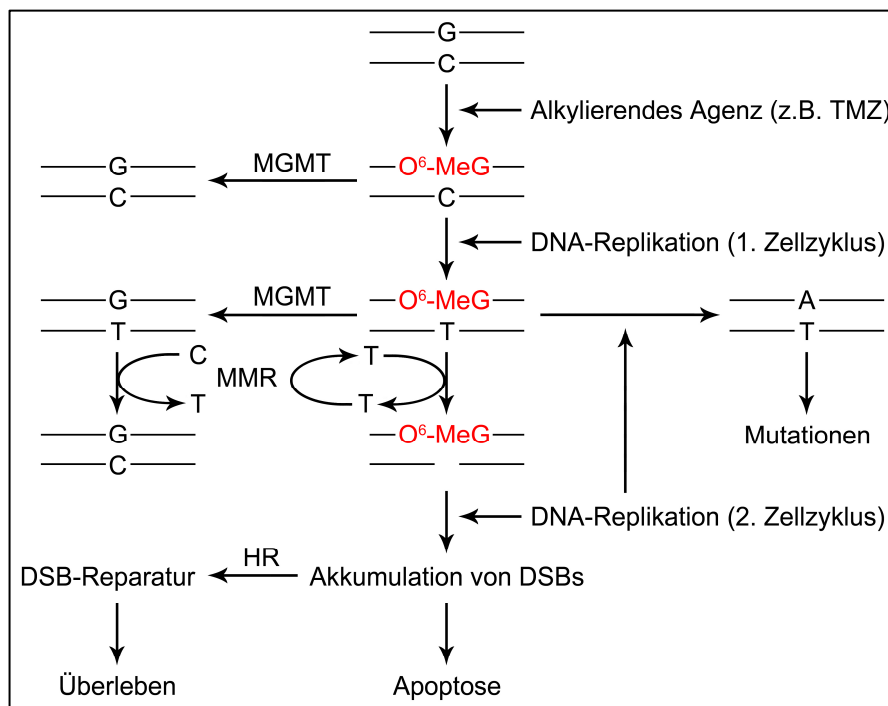 G
C
Alkylierendes Agenz (z.B. TMZ)
G
MGMT
O⁶-MeG
C
C
DNA-Replikation (1. Zellzyklus)
G
MGMT
O⁶-MeG
A
T
T
T
C
MMR
T
T
T
G
O⁶-MeG
Mutationen
C
DNA-Replikation (2. Zellzyklus)
HR
DSB-Reparatur
Akkumulation von DSBs
Überleben
Apoptose